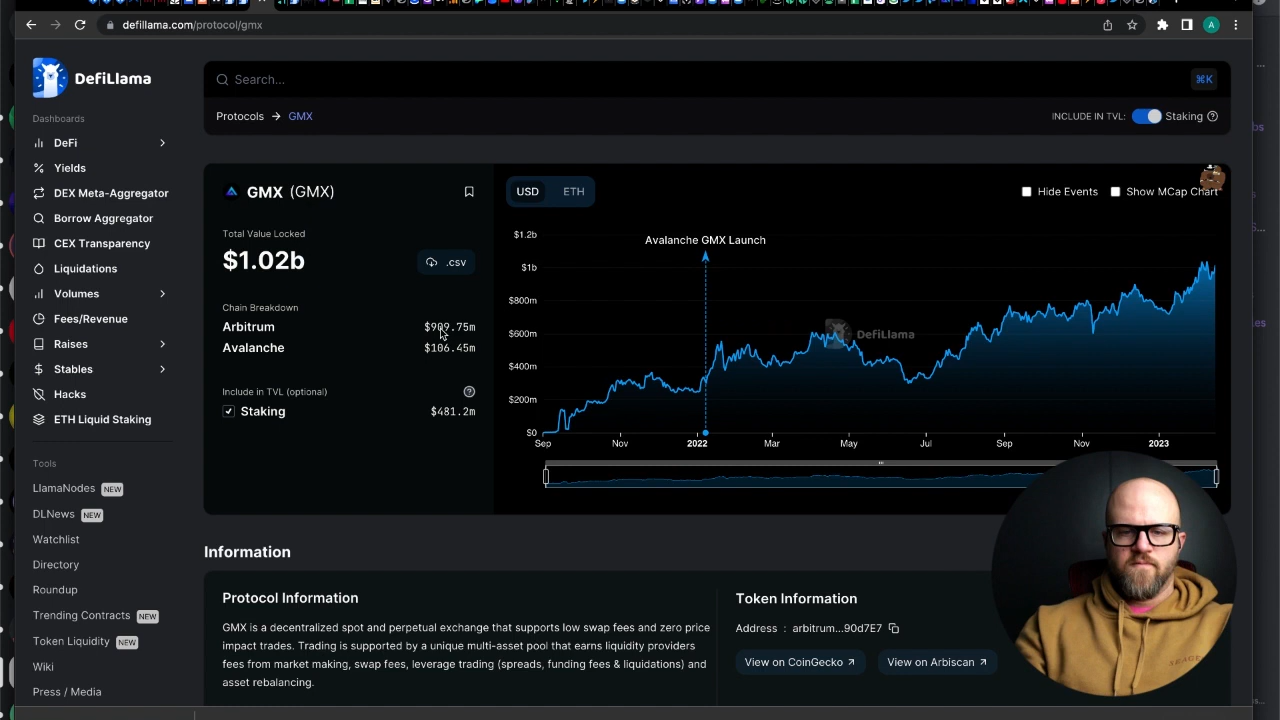 defillama.com/protocol/gmx
A
DefiLlama
Search...
⌘K
Dashboards
DeFi
Yields
DEX Meta-Aggregator
Borrow Aggregator
CEX Transparency
Liquidations
Volumes
Fees/Revenue
Raises
Stables
Hacks
ETH Liquid Staking
Tools
LlamaNodes NEW
DLNews NEW
Watchlist
Directory
Roundup
Trending Contracts NEW
Token Liquidity NEW
Wiki
Press / Media
Protocols → GMX
INCLUDE IN TVL: Staking
GMX (GMX)
Total Value Locked
$1.02b
.csv
Chain Breakdown
Arbitrum $909.75m
Avalanche $106.45m
Include in TVL (optional)
Staking $481.2m
USD ETH
Hide Events Show MCap Chart
Avalanche GMX Launch
$1.2b
$1b
$800m
$600m
$400m
$200m
$0
DefiLlama
Sep Nov 2022 Mar May Jul Sep Nov 2023
Information
Protocol Information
GMX is a decentralized spot and perpetual exchange that supports low swap fees and zero price
impact trades. Trading is supported by a unique multi-asset pool that earns liquidity providers
fees from market making, swap fees, leverage trading (spreads, funding fees & liquidations) and
asset rebalancing.
Token Information
Address : arbitrum...90d7E7
View on CoinGecko
View on Arbiscan